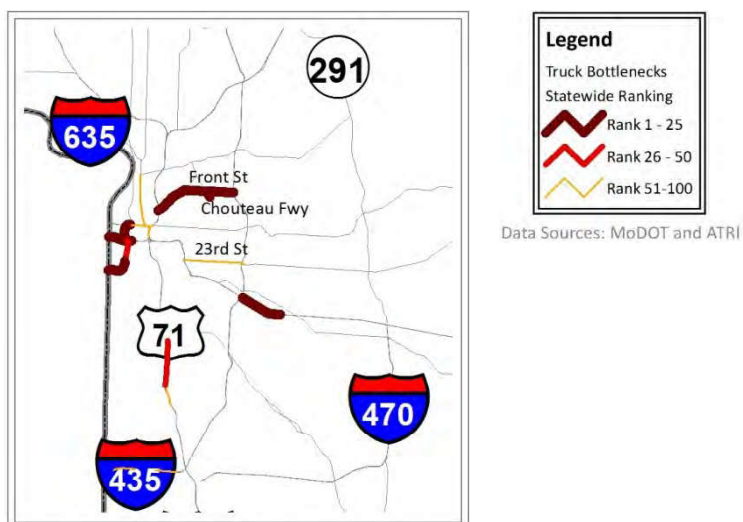 291
635
Front St
Chouteau Fwy
23rd St
71
470
435
Legend
Truck Bottlenecks
Statewide Ranking
Rank 1 - 25
Rank 26 - 50
Rank 51-100
Data Sources: MoDOT and ATRI